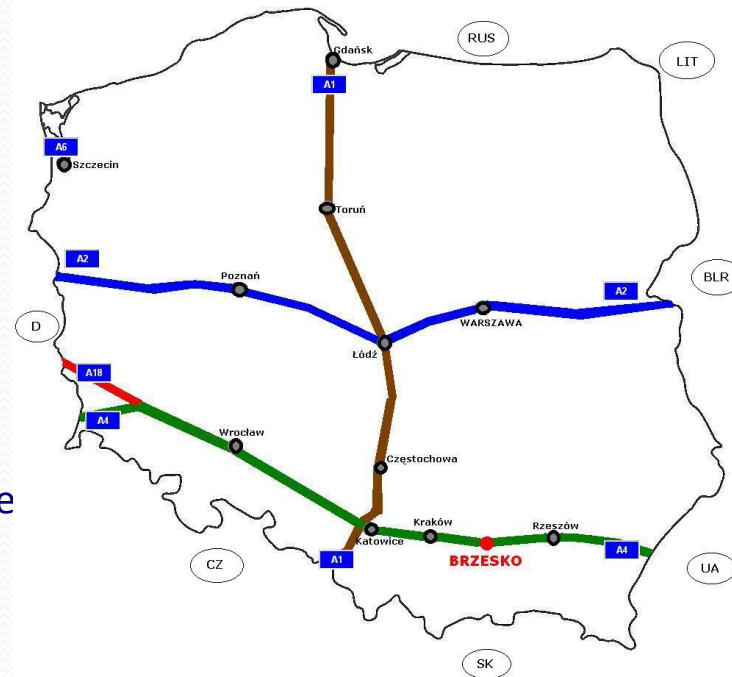 RUS
Gdańsk
LIT
A1
A6
Szczecin
Toruń
A2
Poznań
A2
BLR
WARSZAWA
D
Łódź
A18
A4
Wrocław
Częstochowa
e
Katowice
Kraków
Rzeszów
BRZESKO
A4
A1
CZ
UA
SK